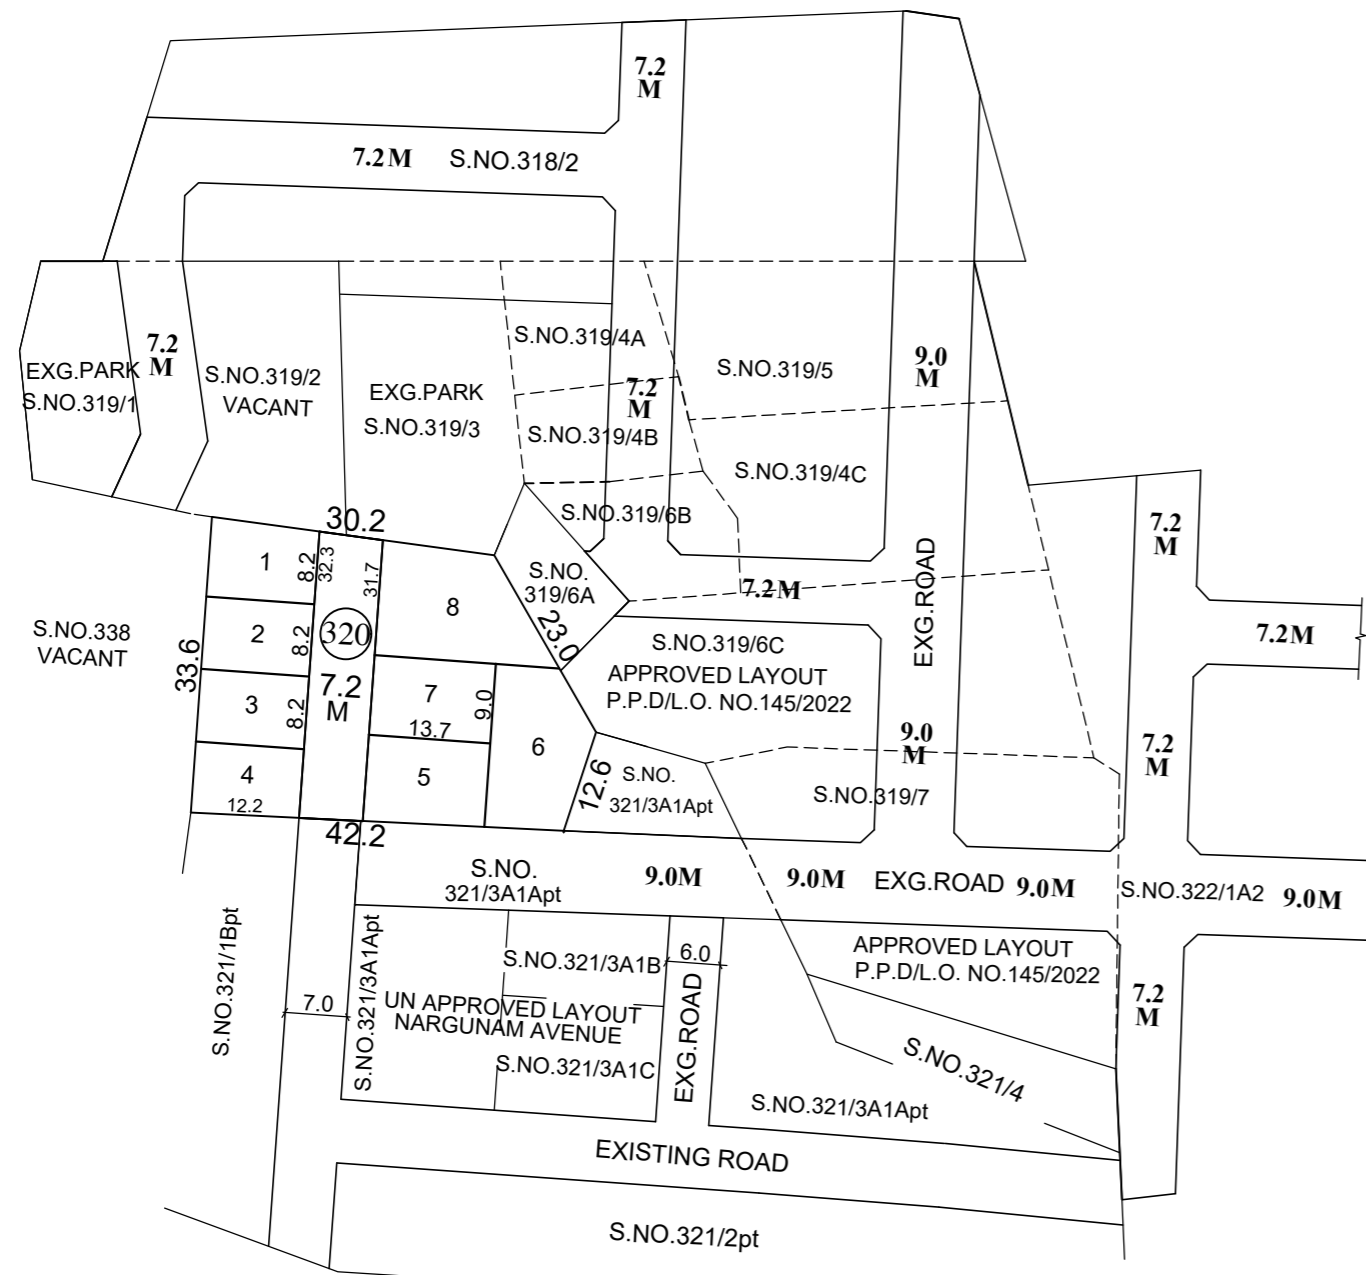 7.2
M
7.2M
S.NO.318/2
EXG.PARK
S.NO.319/1
7.2
M
S.NO.319/2
VACANT
EXG.PARK
S.NO.319/3
S.NO.319/4A
7.2
M
S.NO.319/4B
S.NO.319/5
9.0
M
S.NO.319/4C
S.NO.319/6B
30.2
7.2
M
1
8.2
32.3
31.7
S.NO.
319/6A
8
23.0
7.2M
EXG.ROAD
7.2M
S.NO.338
VACANT
33.6
2
8.2
320
S.NO.319/6C
APPROVED LAYOUT
P.P.D/L.O. NO.145/2022
3
8.2
7.2
M
7
13.7
9.0
6
9.0
M
7.2
M
4
12.2
5
12.6
S.NO.
321/3A1Apt
S.NO.319/7
42.2
S.NO.
321/3A1Apt
9.0M
9.0M
EXG.ROAD
9.0M
S.NO.322/1A2
9.0M
S.NO.321/1Bpt
S.NO.321/3A1Apt
7.0
S.NO.321/3A1B
6.0
APPROVED LAYOUT
P.P.D/L.O. NO.145/2022
7.2
M
UN APPROVED LAYOUT
NARGUNAM AVENUE
S.NO.321/3A1C
EXG.ROAD
S.NO.321/4
S.NO.321/3A1Apt
EXISTING ROAD
S.NO.321/2pt